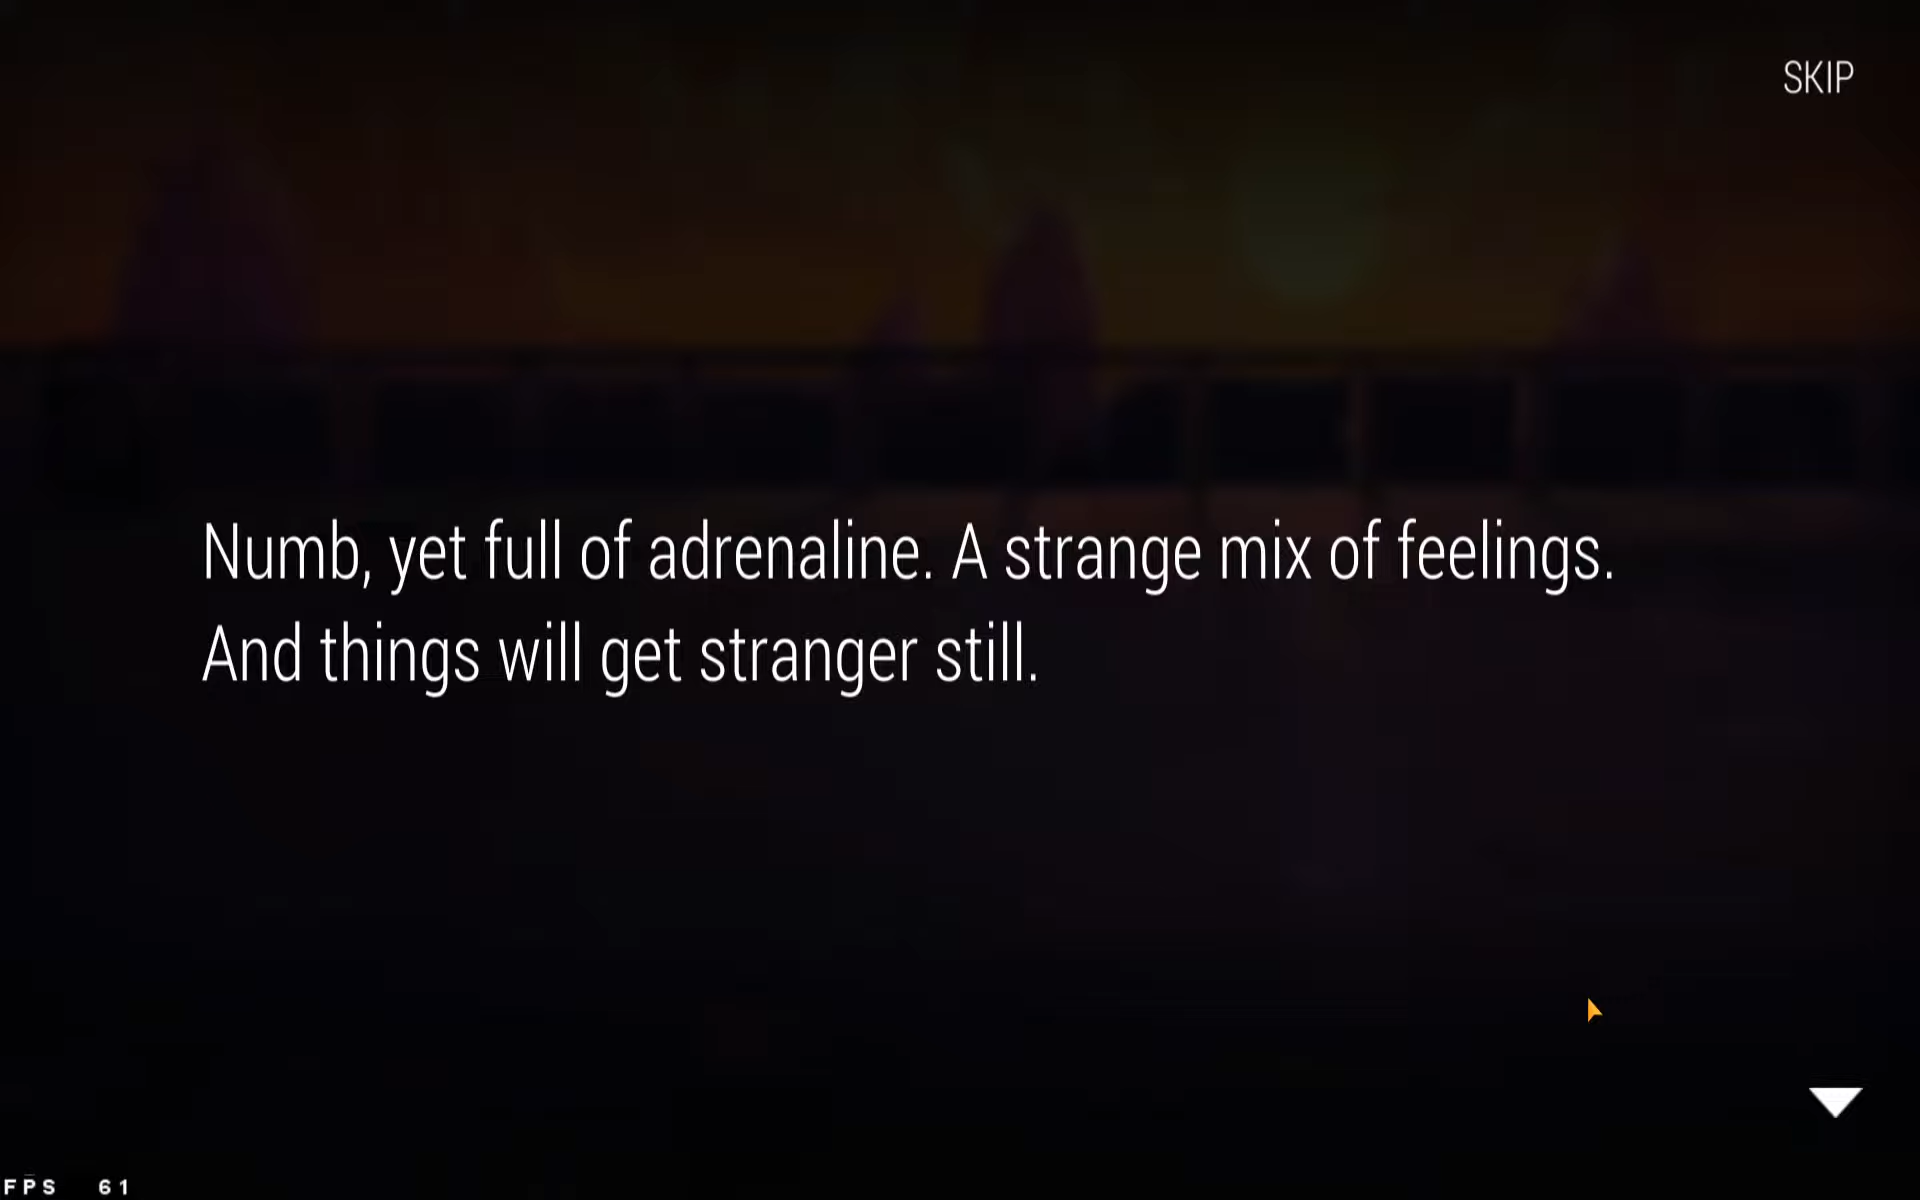 SKIP
Numb, yet full of adrenaline. A strange mix of feelings.
And things will get stranger still.
FPS 61